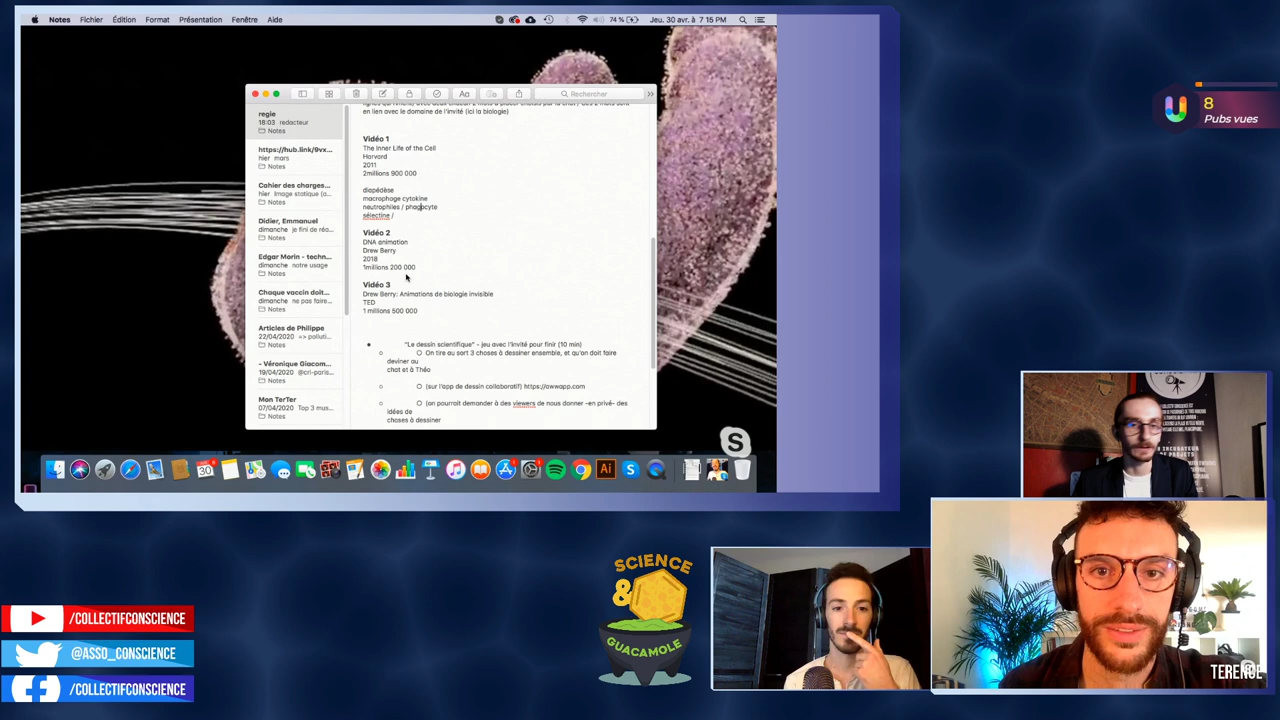 Notes Fichier Édition Format Présentation Fenêtre Aide
74 % Jeu. 30 avr. à 7 15 PM
Rechercher
regie
18:03 redacteur
Notes
https://hub.link/9vx...
hier mars
Notes
Cahier des charges...
hier Image statique (a...
Notes
Didier, Emmanuel
dimanche je fini de réa...
Notes
Edgar Morin - techn...
dimanche notre usage
Notes
Chaque vaccin doit...
dimanche ne pas faire...
Notes
Articles de Philippe
22/04/2020 => polluti...
Notes
- Véronique Giacom...
19/04/2020 @cri-paris...
Notes
Mon TerTer
07/04/2020 Top 3 mus...
Notes
en lien avec le domaine de l'invité (ici la biologie)
Vidéo 1
The Inner Life of the Cell
Harvard
2011
2millions 900 000
diapédèse
macrophage cytokine
neutrophiles / phagocyte
sélectine /
Vidéo 2
DNA animation
Drew Berry
2018
1millions 200 000
Vidéo 3
Drew Berry: Animations de biologie invisible
TED
1 millions 500 000
"Le dessin scientifique" - jeu avec l'invité pour finir (10 min)
On tire au sort 3 choses à dessiner ensemble, et qu'on doit faire
deviner au
chat et à Théo
(sur l'app de dessin collaboratif) https://awwapp.com
(on pourrait demander à des viewers de nous donner -en privé- des
idées de
choses à dessiner
8
Pubs vues
/COLLECTIFCONSCIENCE
@ASSO_CONSCIENCE
/COLLECTIFCONSCIENCE
SCIENCE
&
GUACAMOLE
TERENCE